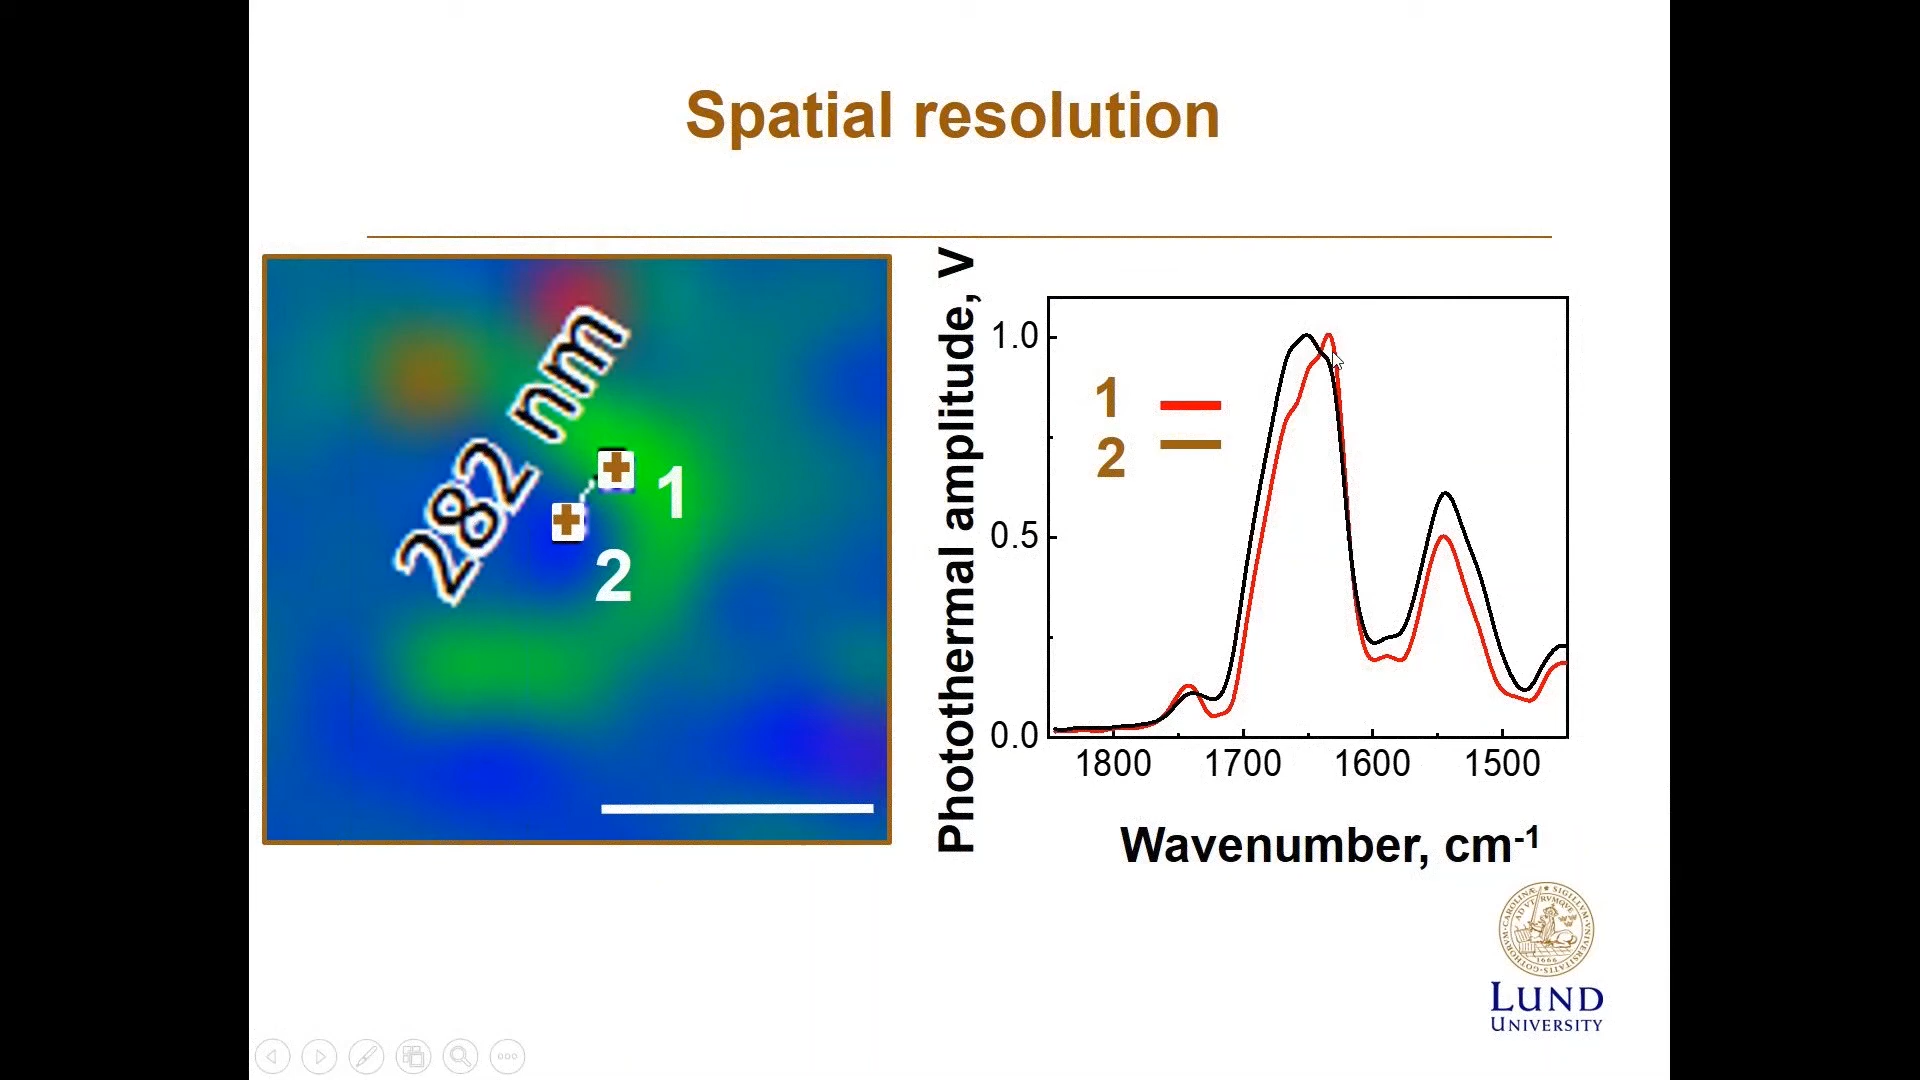 Spatial resolution
282 nm
1
2
Photothermal amplitude, V
1.0
0.5
0.0
1
2
1800 1700 1600 1500
Wavenumber, cm-1
1666
LUND
UNIVERSITY